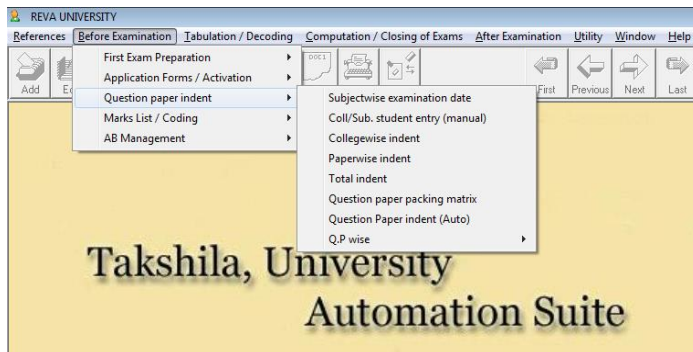 REVA UNIVERSITY
References Before Examination Tabulation / Decoding Computation / Closing of Exams After Examination Utility Window Help
First Exam Preparation
Application Forms / Activation
Question paper indent
Marks List / Coding
AB Management
DOC1
Add First Previous Next Last
Subjectwise examination date
Coll/Sub. student entry (manual)
Collegewise indent
Paperwise indent
Total indent
Question paper packing matrix
Question Paper indent (Auto)
Q.P wise
Takshila, University
Automation Suite